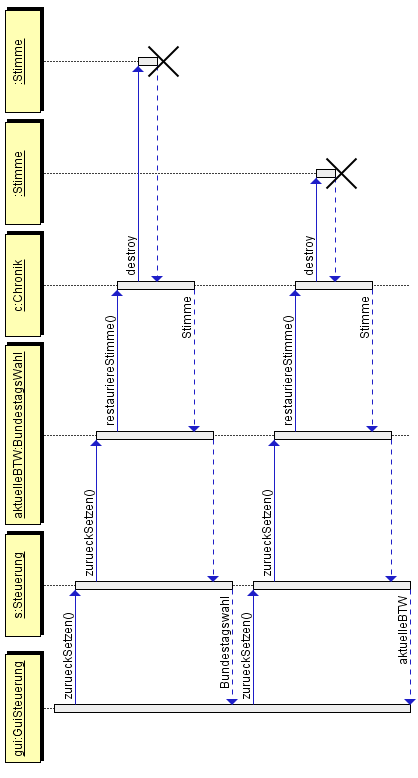 :Stimme
:Stimme
c:Chronik
aktuelleBTW:BundestagsWahl
s:Steuerung
gui:GuiSteuerung
zurueckSetzen()
zurueckSetzen()
restauriereStimme()
destroy
Stimme
Bundestagswahl
zurueckSetzen()
zurueckSetzen()
restauriereStimme()
destroy
Stimme
aktuelleBTW